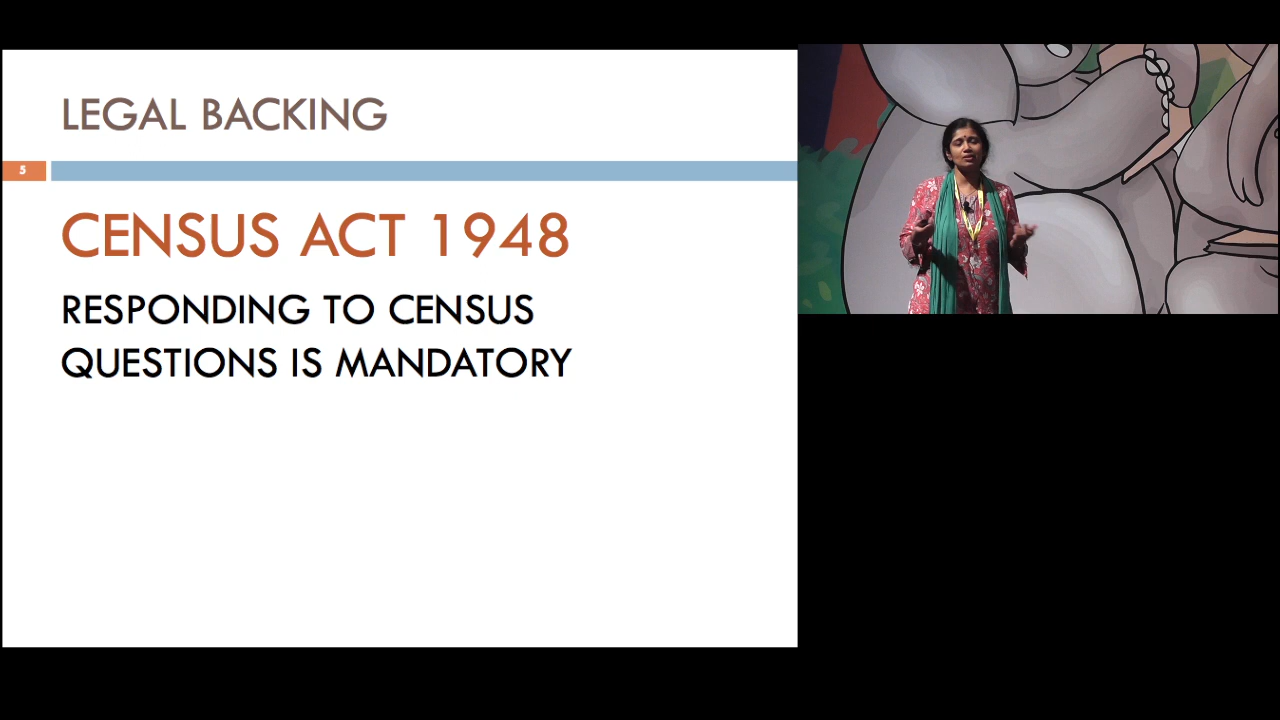 LEGAL BACKING
5
CENSUS ACT 1948
RESPONDING TO CENSUS
QUESTIONS IS MANDATORY